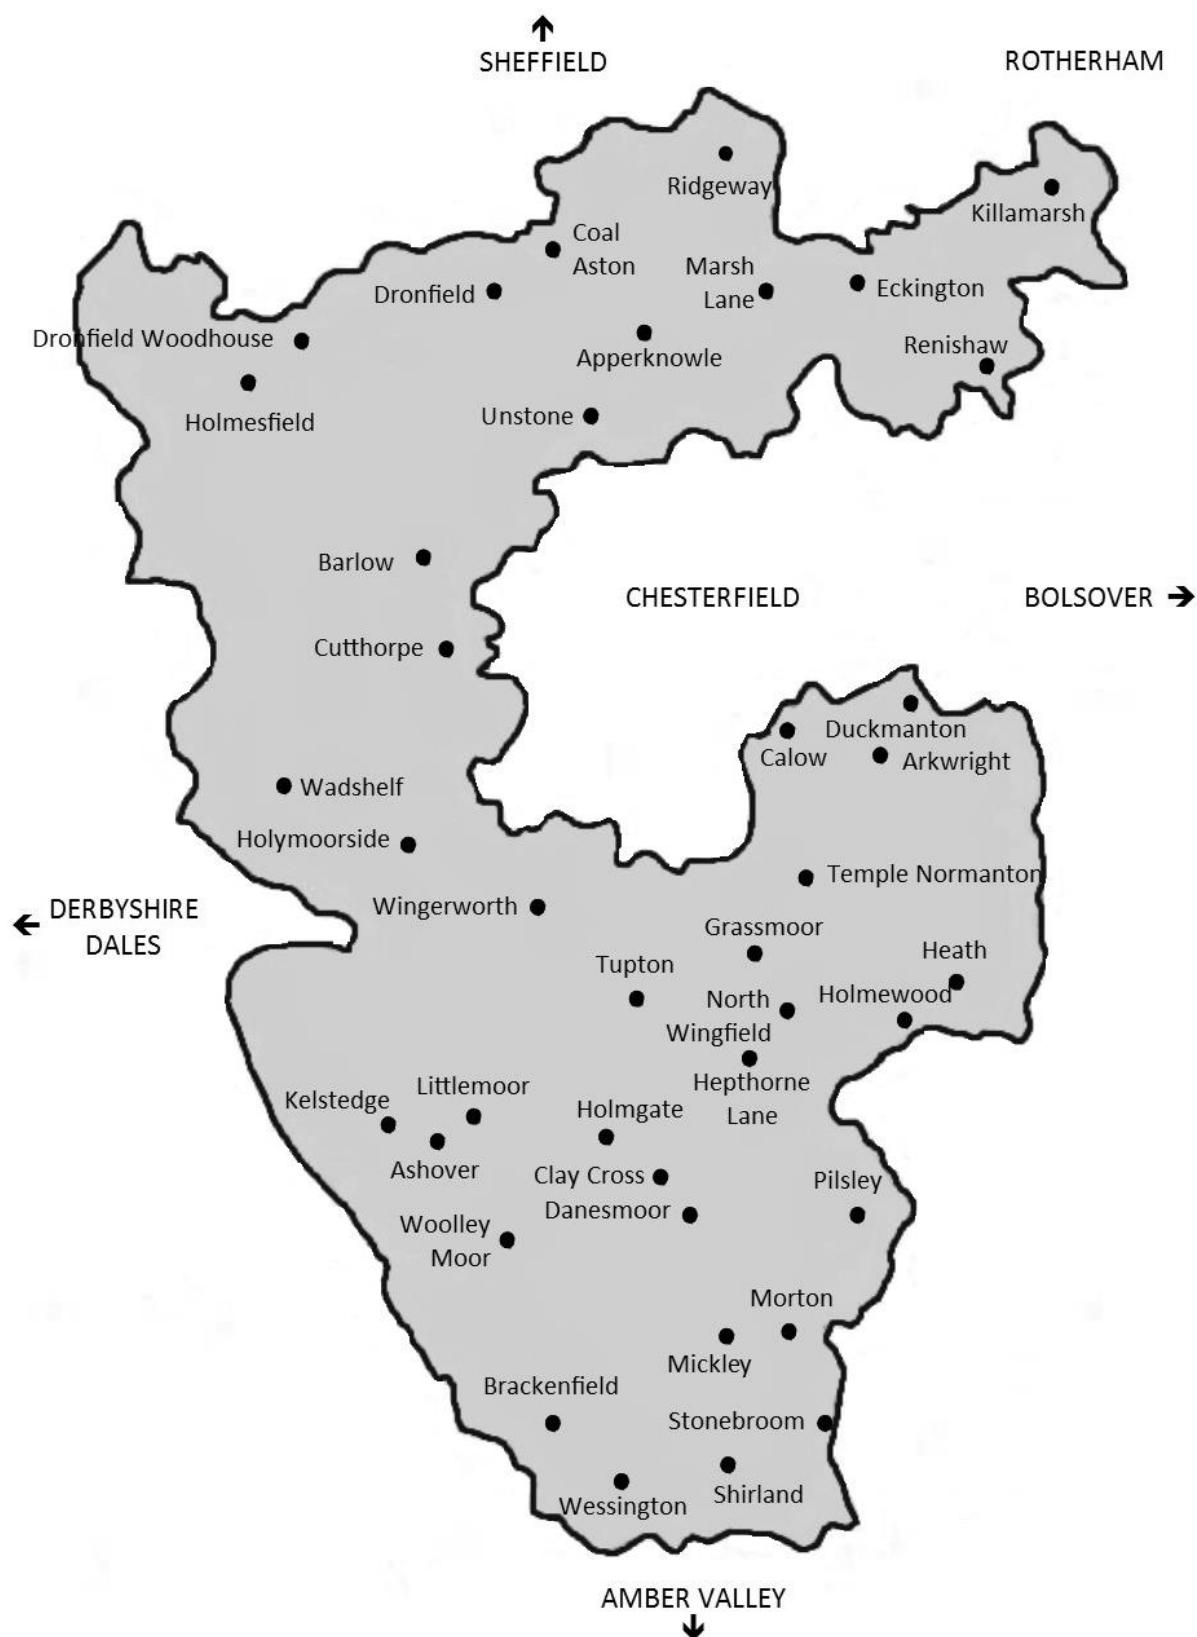 SHEFFIELD
ROTHERHAM
Ridgeway
Killamarsh
Coal
Aston
Marsh
Lane
Dronfield
Eckington
Dronfield Woodhouse
Apperknowle
Renishaw
Holmesfield
Unstone
Barlow
CHESTERFIELD
BOLSOVER
Cutthorpe
Duckmanton
Calow
Arkwright
Wadshelf
Holymoorside
Temple Normanton
DERBYSHIRE
DALES
Wingerworth
Grassmoor
Tupton
Heath
North
Wingfield
Holmewood
Hepthorne
Lane
Littlemoor
Kelstedge
Holmgate
Ashover
Clay Cross
Pilsley
Danesmoor
Woolley
Moor
Morton
Mickley
Brackenfield
Stonebroom
Shirland
Wessington
AMBER VALLEY